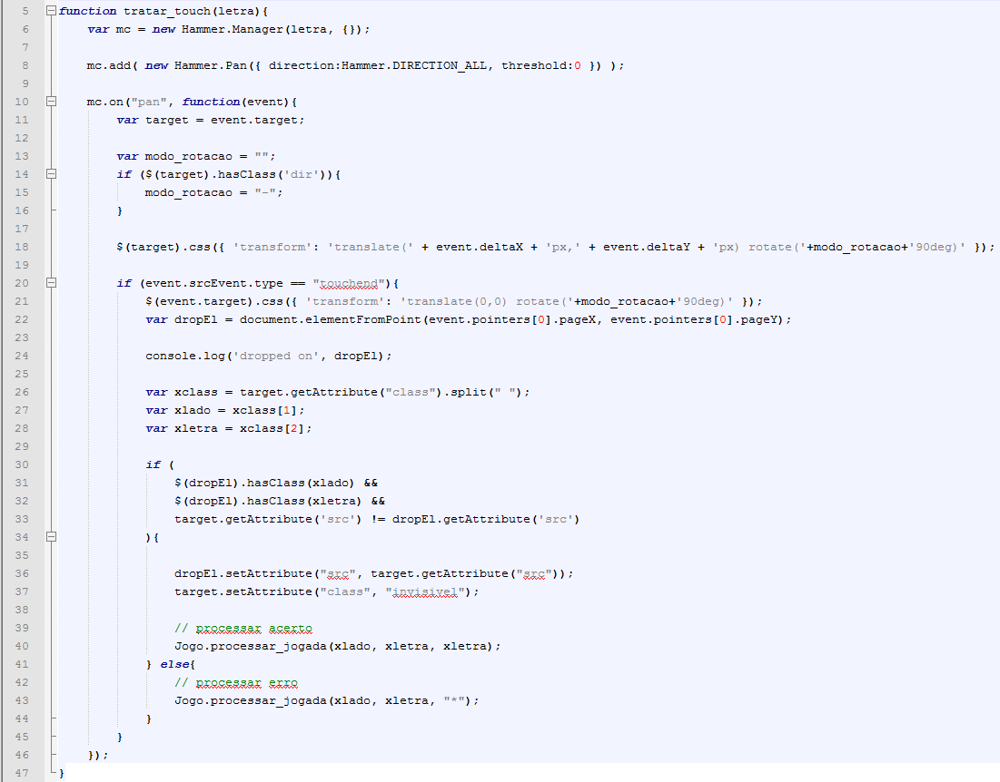 5 function tratar_touch(letra){
6 var mc = new Hammer.Manager(letra, {});
7
8 mc.add( new Hammer.Pan({ direction:Hammer.DIRECTION_ALL, threshold:0 }) );
9
10 mc.on("pan", function(event){
11 var target = event.target;
12
13 var modo_rotacao = "";
14 if ($(target).hasClass('dir')){
15 modo_rotacao = "-";
16 }
17
18 $(target).css({ 'transform': 'translate(' + event.deltaX + 'px,' + event.deltaY + 'px) rotate('+modo_rotacao+'90deg)' });
19
20 if (event.srcEvent.type == "touchend"){
21 $(event.target).css({ 'transform': 'translate(0,0) rotate('+modo_rotacao+'90deg)' });
22 var dropEl = document.elementFromPoint(event.pointers[0].pageX, event.pointers[0].pageY);
23
24 console.log('dropped on', dropEl);
25
26 var xclass = target.getAttribute("class").split(" ");
27 var xlado = xclass[1];
28 var xletra = xclass[2];
29
30 if (
31 $(dropEl).hasClass(xlado) &&
32 $(dropEl).hasClass(xletra) &&
33 target.getAttribute('src') != dropEl.getAttribute('src')
34 ){
35
36 dropEl.setAttribute("src", target.getAttribute("src"));
37 target.setAttribute("class", "invisivel");
38
39 // processar acerto
40 Jogo.processar_jogada(xlado, xletra, xletra);
41 } else{
42 // processar erro
43 Jogo.processar_jogada(xlado, xletra, "*");
44 }
45 }
46 });
47 }